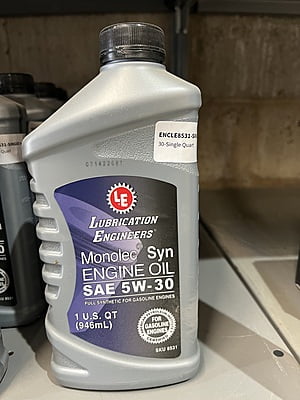 ENCLE8531-SIN
30-Single Quart
LE
LUBRICATION
ENGINEERS®
Monolec® Syn
ENGINE OIL
SAE 5W-30
FULL SYNTHETIC FOR GASOLINE ENGINES
1 U.S. QT
(946mL)
FOR
GASOLINE
ENGINES
SKU 8531